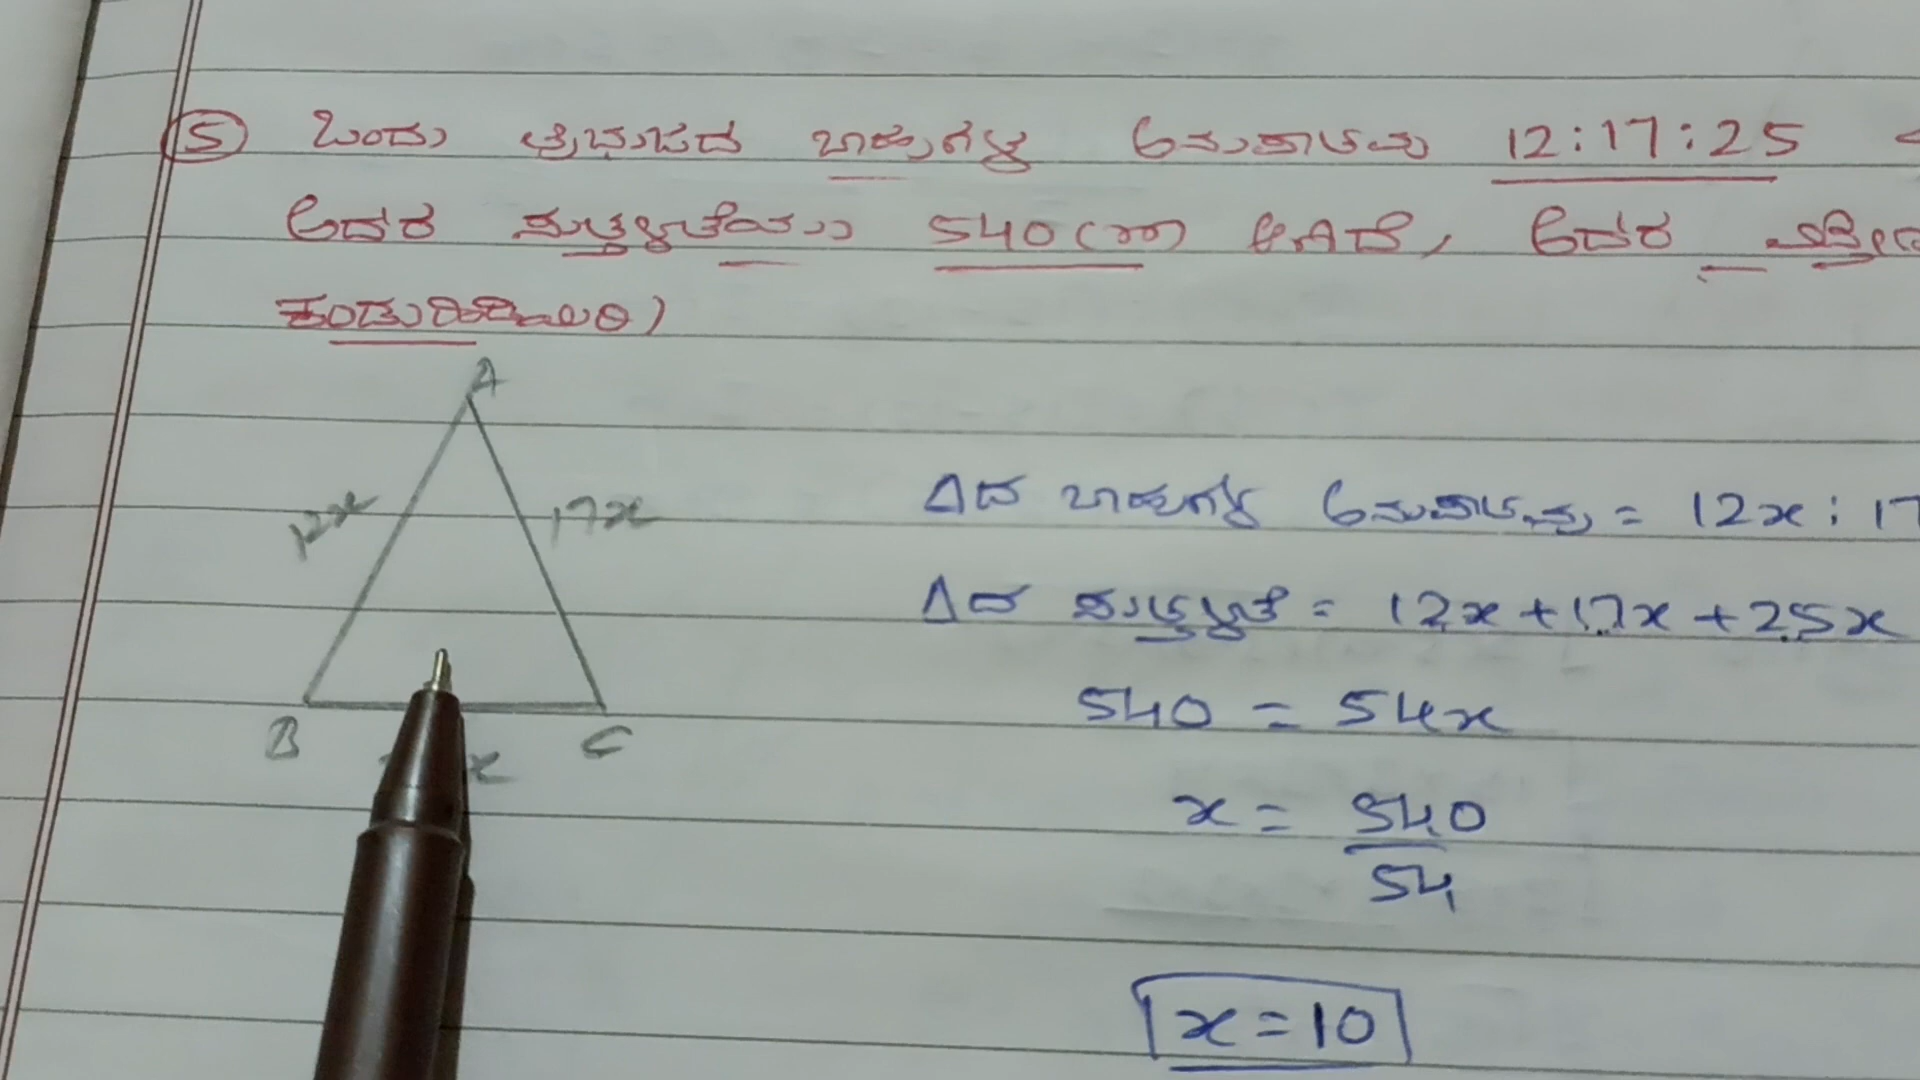 5 ಒಂದು ತ್ರಿಭುಜದ ಬಾಹುಗಳ ಅನುಪಾತವು 12:17:25
ಅದರ ಸುತ್ತಳತೆಯು 540cm ಆಗಿದೆ, ಅದರ
ಕಂಡುಹಿಡಿಯಿರಿ)
A
12x 17x
B C
x
Δದ ಬಾಹುಗಳ ಅನುಪಾತವು = 12x : 17
Δದ ಸುತ್ತಳತೆ = 12x + 17x + 25x
540 = 54x
x = 540
54
x = 10